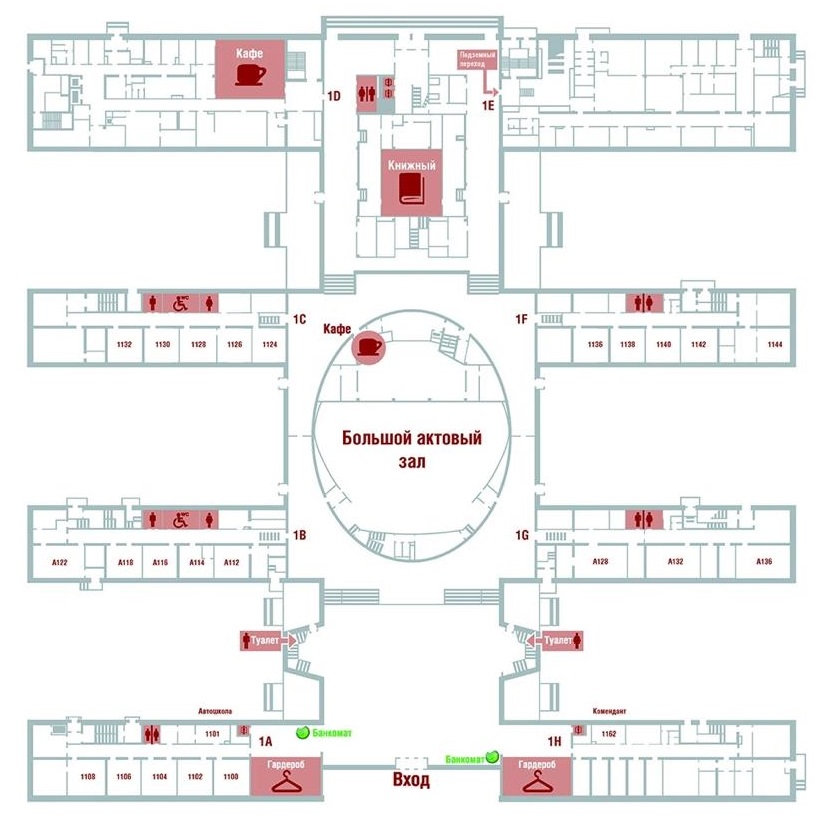 Кафе
Подземный
переход
1D
1E
Книжный
WC
1C
1F
Кафе
1132
1130
1128
1126
1124
1136
1138
1140
1142
1144
Большой актовый
зал
WC
1B
1G
A122
A118
A116
A114
A112
A128
A132
A136
Туалет
Туалет
Автошкола
Комендант
1101
1A
Банкомат
1H
1162
Гардероб
Банкомат
Гардероб
1108
1106
1104
1102
1100
Вход